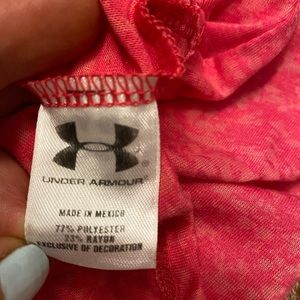 UNDER ARMOUR
MADE IN MEXICO
77% POLYESTER
23% RAYON
EXCLUSIVE OF DECORATION